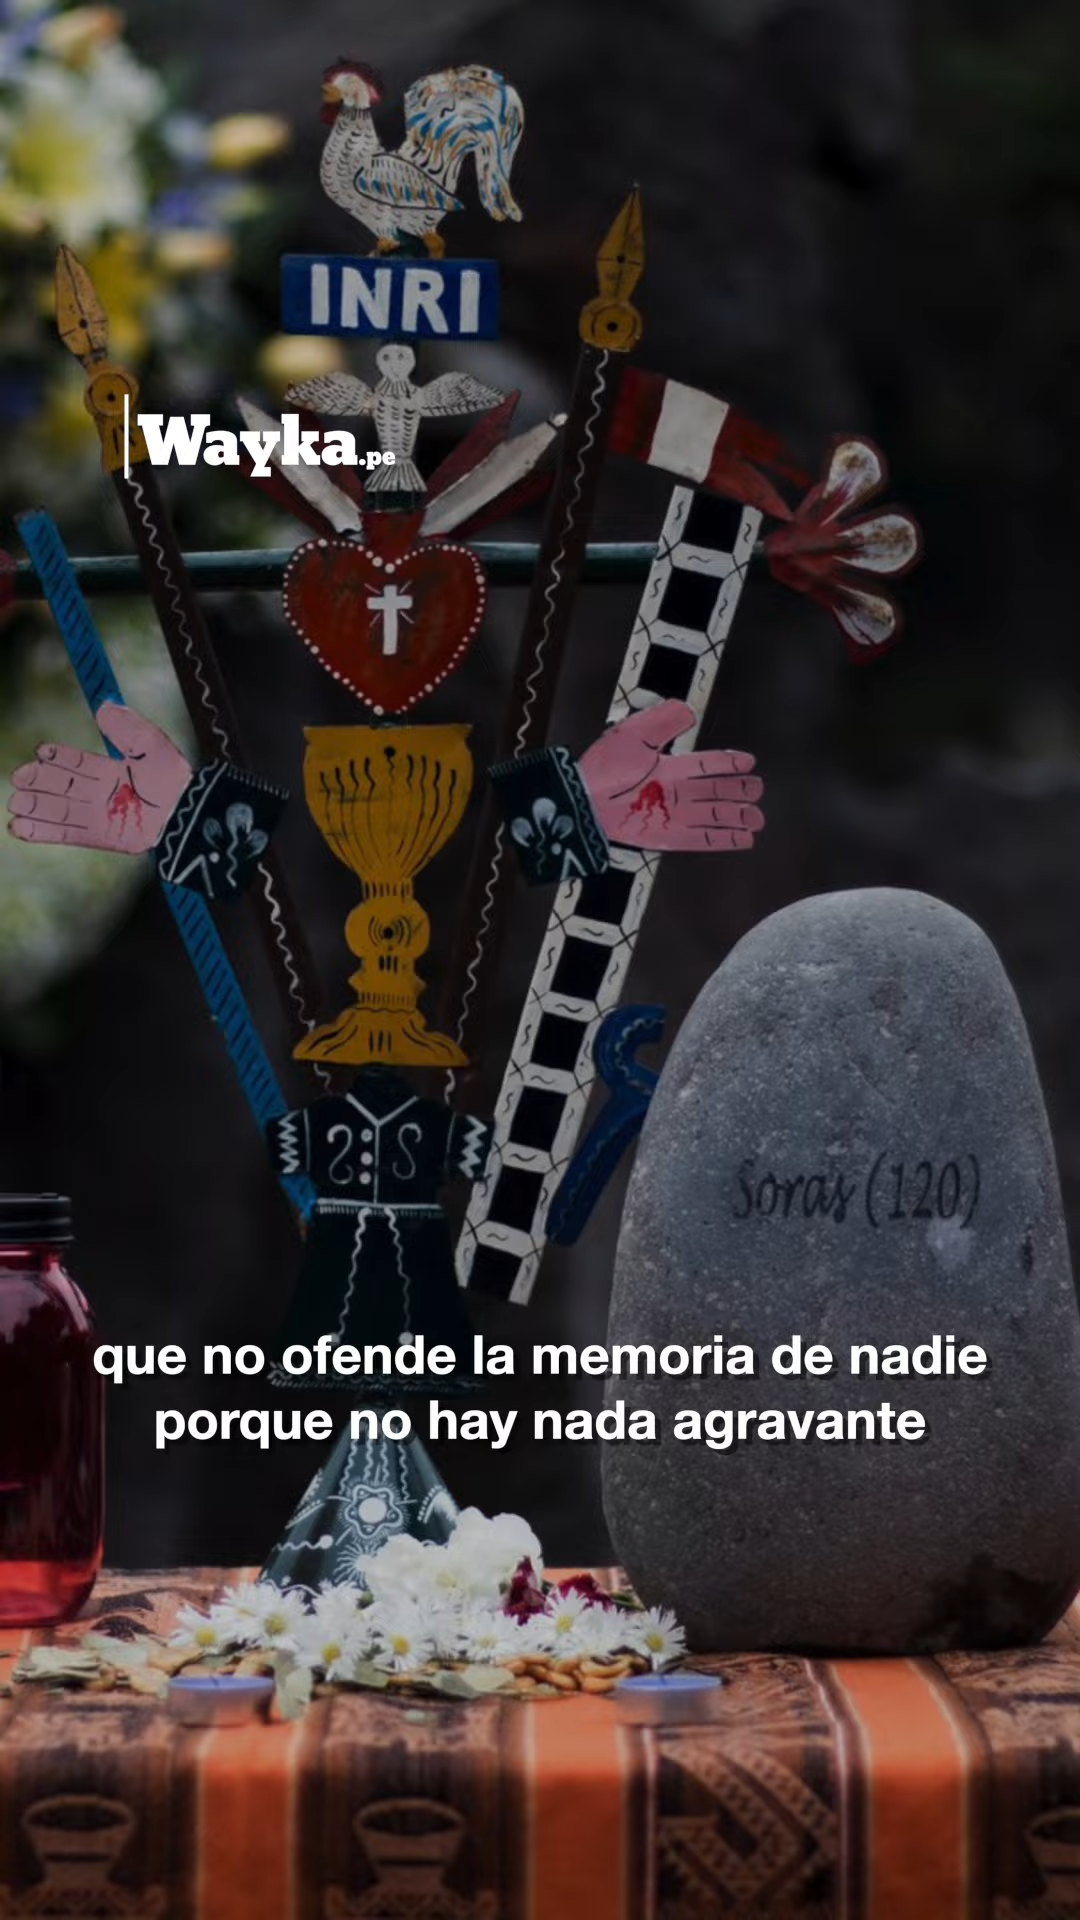 INRI
Wayka.pe
Soras (120)
que no ofende la memoria de nadie
porque no hay nada agravante